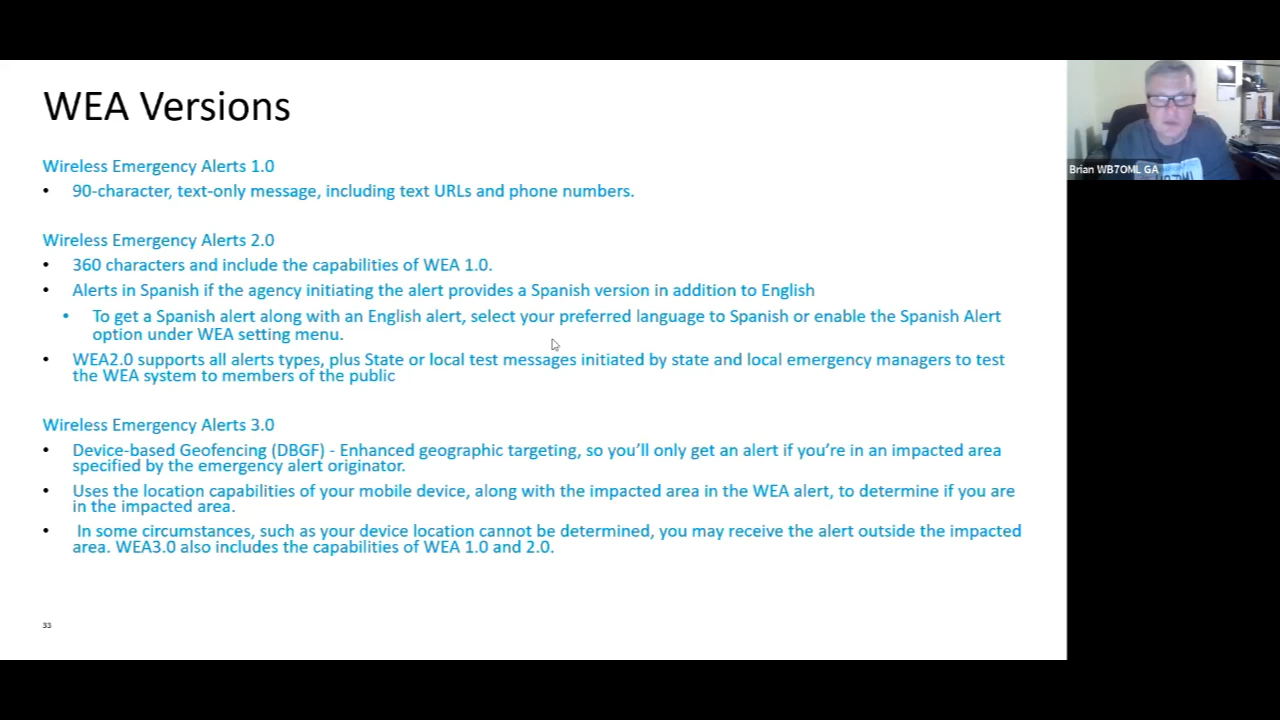 WEA Versions
Wireless Emergency Alerts 1.0
• 90-character, text-only message, including text URLs and phone numbers.
Wireless Emergency Alerts 2.0
• 360 characters and include the capabilities of WEA 1.0.
• Alerts in Spanish if the agency initiating the alert provides a Spanish version in addition to English
• To get a Spanish alert along with an English alert, select your preferred language to Spanish or enable the Spanish Alert
option under WEA setting menu.
• WEA2.0 supports all alerts types, plus State or local test messages initiated by state and local emergency managers to test
the WEA system to members of the public
Wireless Emergency Alerts 3.0
• Device-based Geofencing (DBGF) - Enhanced geographic targeting, so you’ll only get an alert if you’re in an impacted area
specified by the emergency alert originator.
• Uses the location capabilities of your mobile device, along with the impacted area in the WEA alert, to determine if you are
in the impacted area.
• In some circumstances, such as your device location cannot be determined, you may receive the alert outside the impacted
area. WEA3.0 also includes the capabilities of WEA 1.0 and 2.0.
33
Brian WB7OML GA